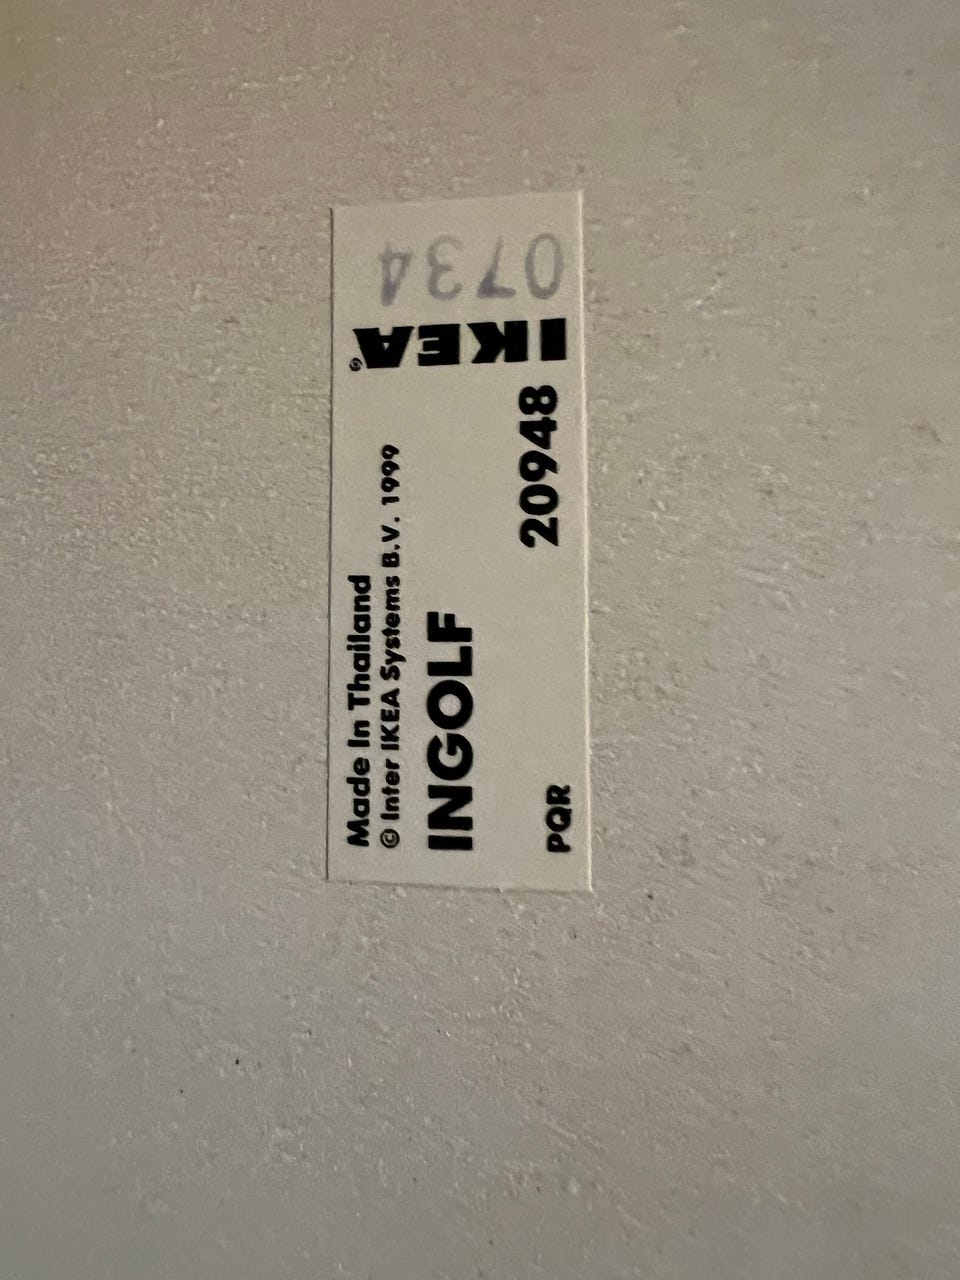 Made In Thailand
© Inter IKEA Systems B.V. 1999
INGOLF
PQR
20948
IKEA®
0734